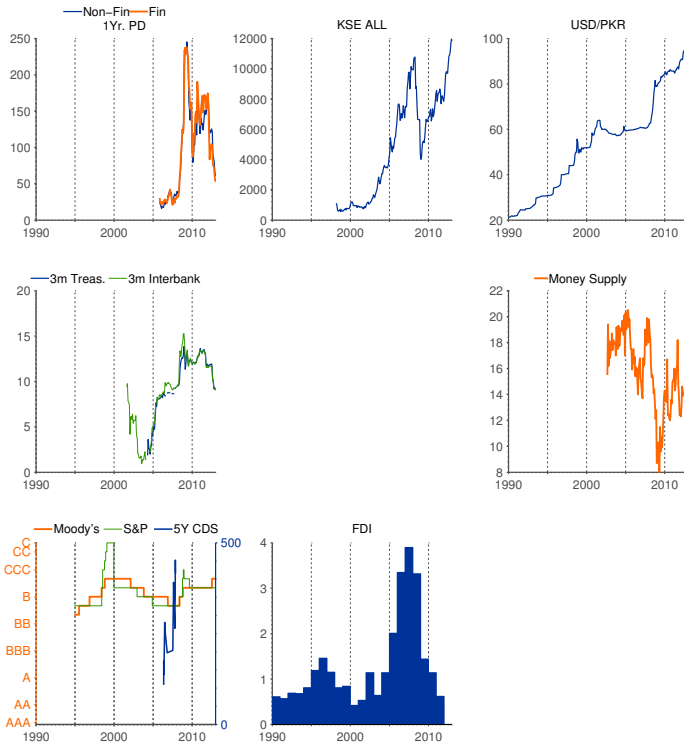 Non-Fin Fin
1Yr. PD
250
200
150
100
50
0
1990 2000 2010
KSE ALL
12000
10000
8000
6000
4000
2000
0
1990 2000 2010
USD/PKR
100
80
60
40
20
1990 2000 2010
3m Treas. 3m Interbank
20
15
10
5
0
1990 2000 2010
Money Supply
22
20
18
16
14
12
10
8
1990 2000 2010
Moody's S&P 5Y CDS
C
CC
CCC
B
BB
BBB
A
AA
AAA
500
0
1990 2000 2010
FDI
4
3
2
1
0
1990 2000 2010